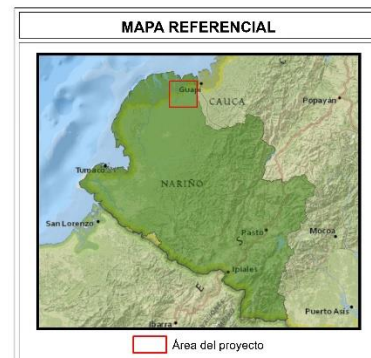 MAPA REFERENCIAL
Guapi
CAUCA
Popayan
Tumaco
NARIÑO
San Lorenzo
Pasto
Mocoa
S
Ipiales
E
Ibarra
Puerto Asis
Área del proyecto